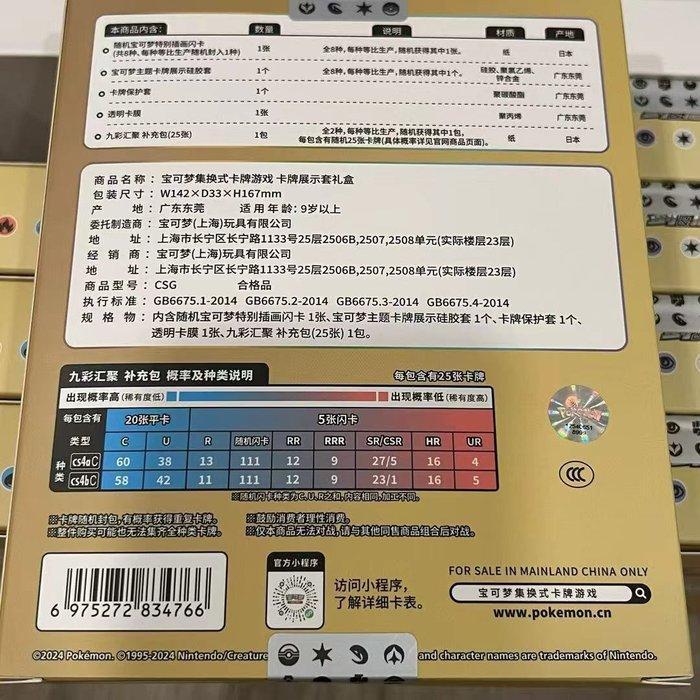 本商品内含: 数量 说明 材质 产地
随机宝可梦特别插画闪卡
(共8种、每种等比生产随机封入1种) 1张 全8种,每种等比生产,随机获得其中1张。 纸 日本
宝可梦主题卡牌展示硅胶套 1个 全8种,每种等比生产,随机获得其中1个。 硅胶、聚氯乙烯、锌合金 广东东莞
卡牌保护套 1个 聚碳酸酯 广东东莞
透明卡膜 1张 聚丙烯 广东东莞
九彩汇聚 补充包(25张) 1包 全2种,每种等比生产,随机获得其中1包,
每包含有随机25张卡牌(具体概率详见官网商品页面)。 纸 日本
商品名称: 宝可梦集换式卡牌游戏 卡牌展示套礼盒
包装尺寸: W142×D33×H167mm
产地: 广东东莞 适用年龄: 9岁以上
委托制造商: 宝可梦(上海)玩具有限公司
地址: 上海市长宁区长宁路1133号25层2506B,2507,2508单元(实际楼层23层)
经销商: 宝可梦(上海)玩具有限公司
地址: 上海市长宁区长宁路1133号25层2506B,2507,2508单元(实际楼层23层)
商品型号: CSG 合格品
执行标准: GB6675.1-2014 GB6675.2-2014 GB6675.3-2014 GB6675.4-2014
规格物: 内含随机宝可梦特别插画闪卡 1张、宝可梦主题卡牌展示硅胶套 1个、卡牌保护套 1个、
透明卡膜 1张、九彩汇聚 补充包(25张) 1包。
九彩汇聚 补充包 概率及种类说明 每包含有25张卡牌
出现概率高(稀有度低) 出现概率低(稀有度高)
每包含有 20张平卡 5张闪卡
类型 C U R 随机闪卡 RR RRR SR/CSR HR UR
种类
cs4aC 60 38 13 111 12 9 27/5 16 4
cs4bC 58 42 11 111 12 9 23/1 16 5
※随机闪卡种类为C、U、R之和,内容相同,加工不同。
※卡牌随机封包,有概率获得重复卡牌。 ※鼓励消费者理性消费。
※整件购买可能也无法集齐全种类卡牌。 ※仅本商品无法对战,请与其他同售商品组合后对战。
CCC
6 975272 834766
官方小程序
访问小程序,
了解详细卡表。
FOR SALE IN MAINLAND CHINA ONLY
宝可梦集换式卡牌游戏
www.pokemon.cn
©2024 Pokémon. ©1995-2024 Nintendo/Creature
and character names are trademarks of Nintendo.